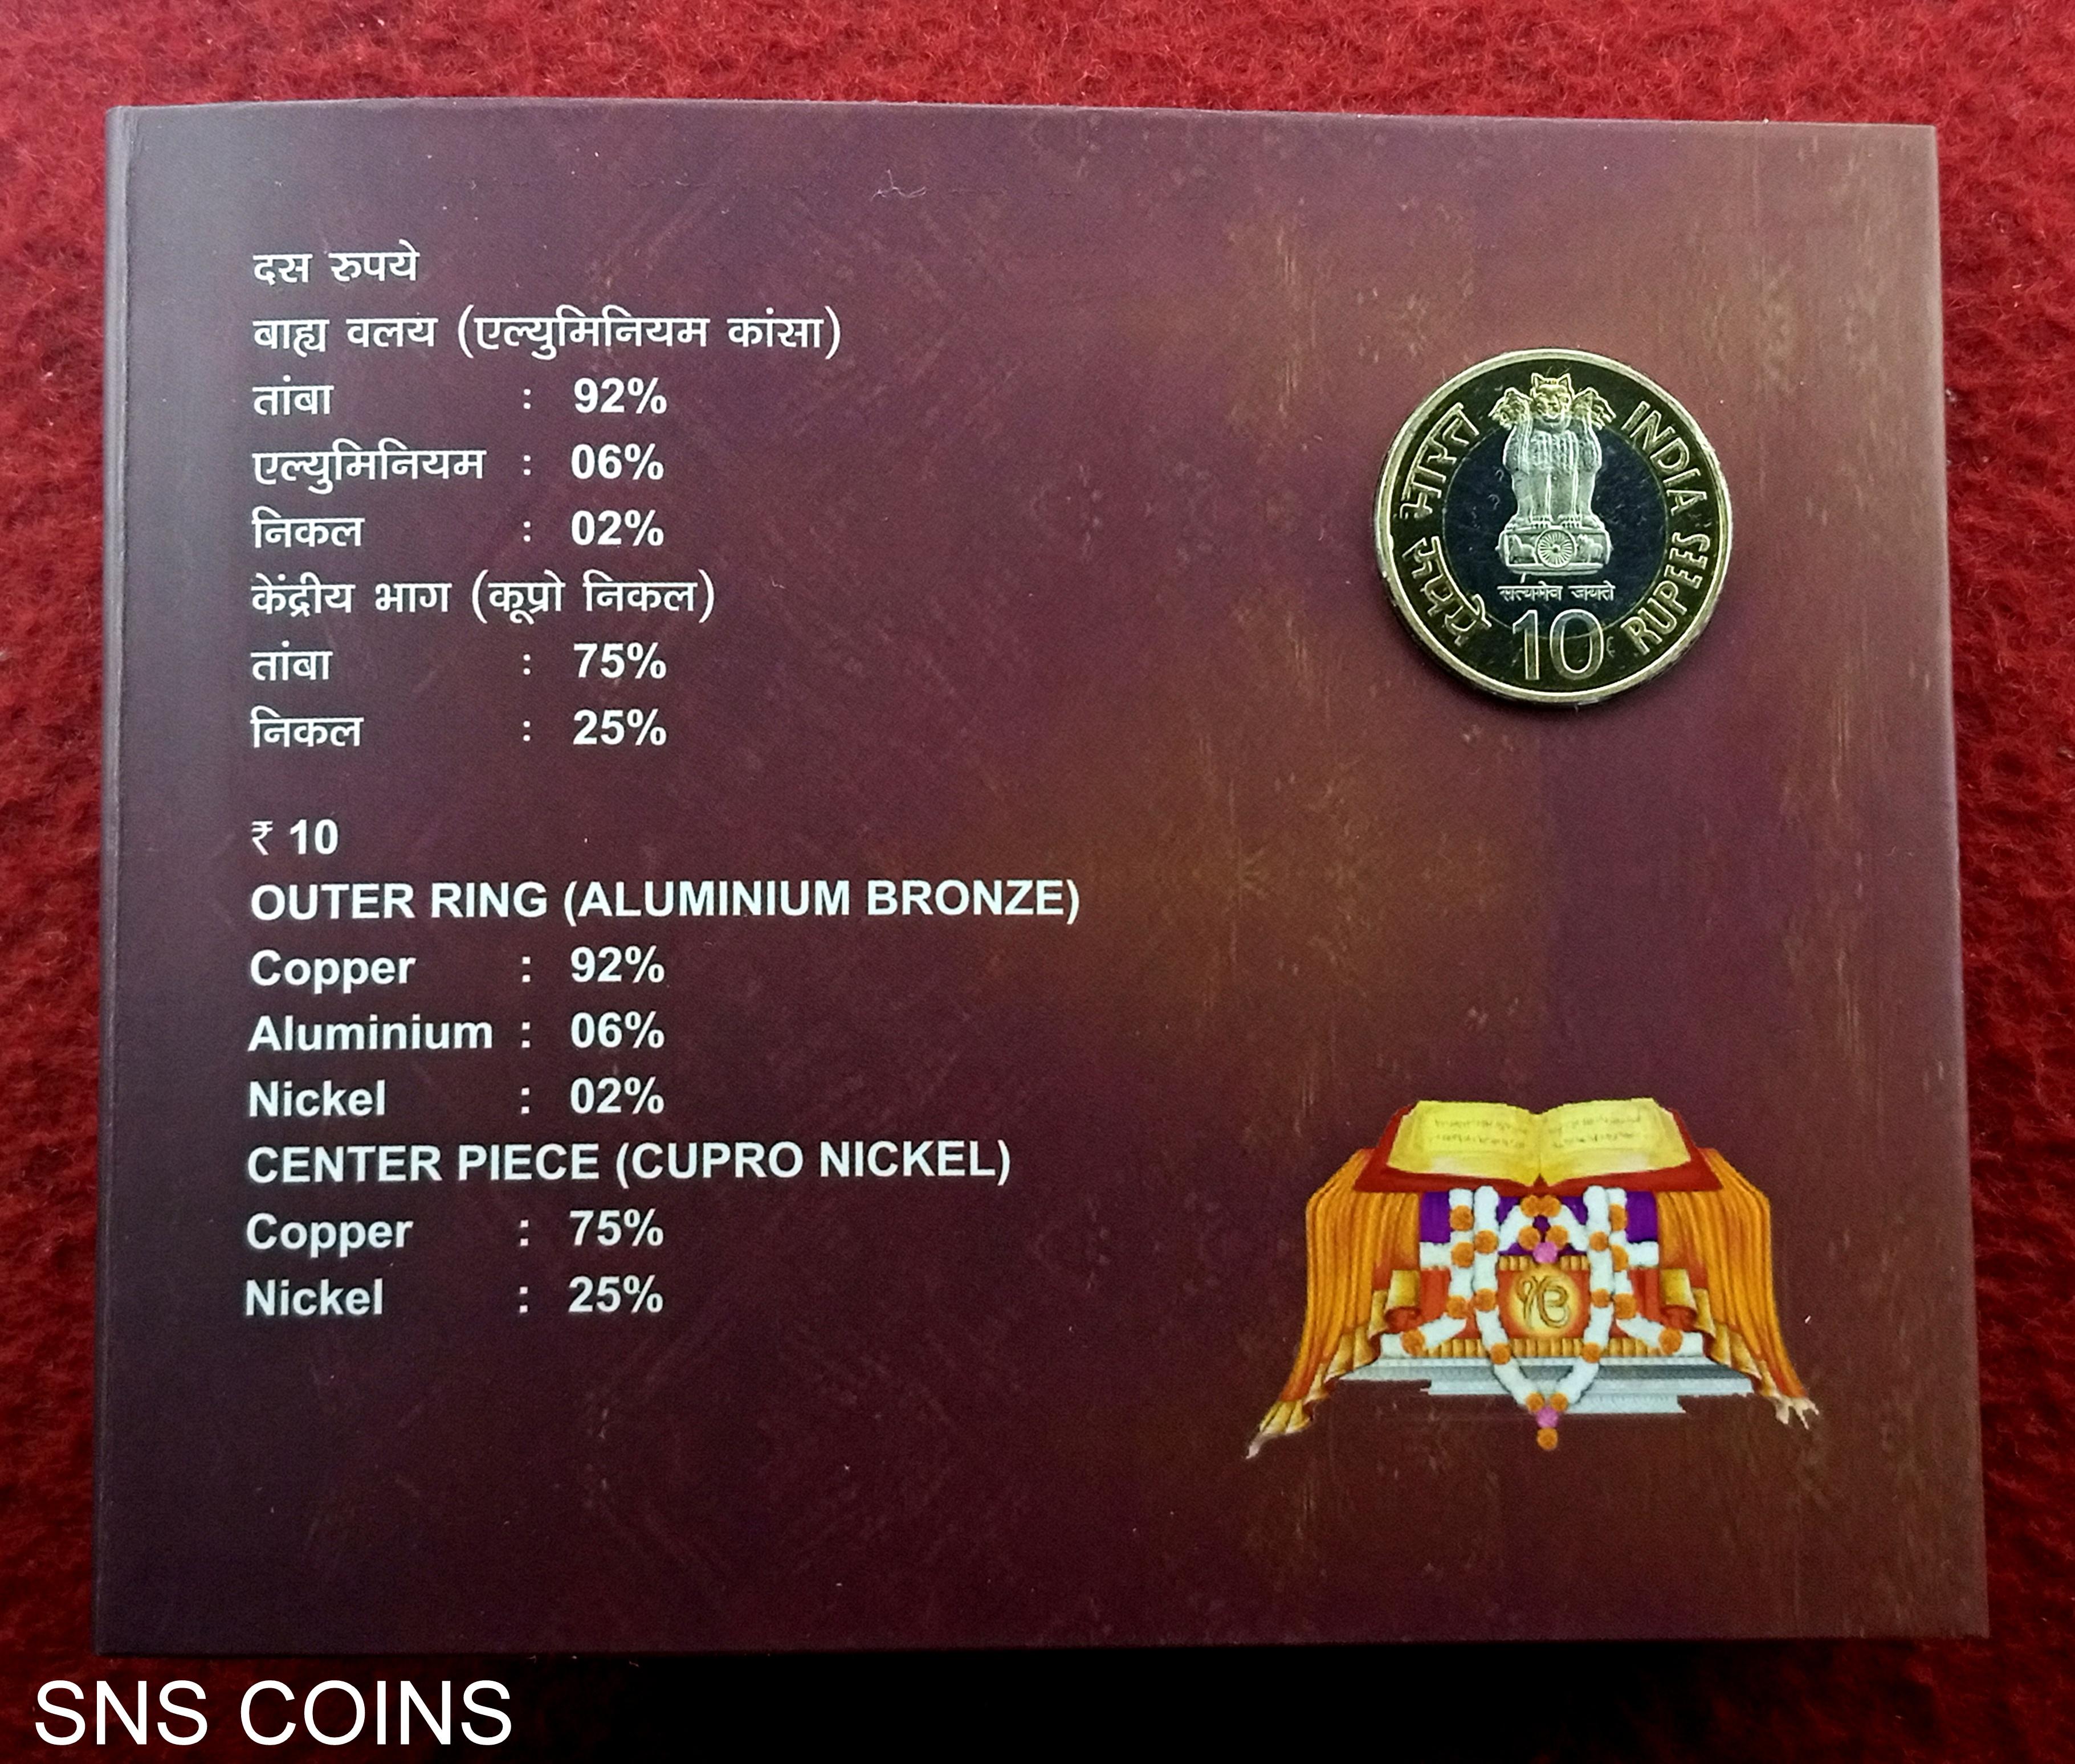 दस रुपये
बाह्य वलय (एल्युमिनियम कांसा)
तांबा : 92%
एल्युमिनियम : 06%
निकल : 02%
केंद्रीय भाग (कूप्रो निकल)
तांबा : 75%
निकल : 25%
₹ 10
OUTER RING (ALUMINIUM BRONZE)
Copper : 92%
Aluminium : 06%
Nickel : 02%
CENTER PIECE (CUPRO NICKEL)
Copper : 75%
Nickel : 25%
भारत INDIA
रुपये RUPEES
सत्यमेव जयते
10
ੴ
SNS COINS